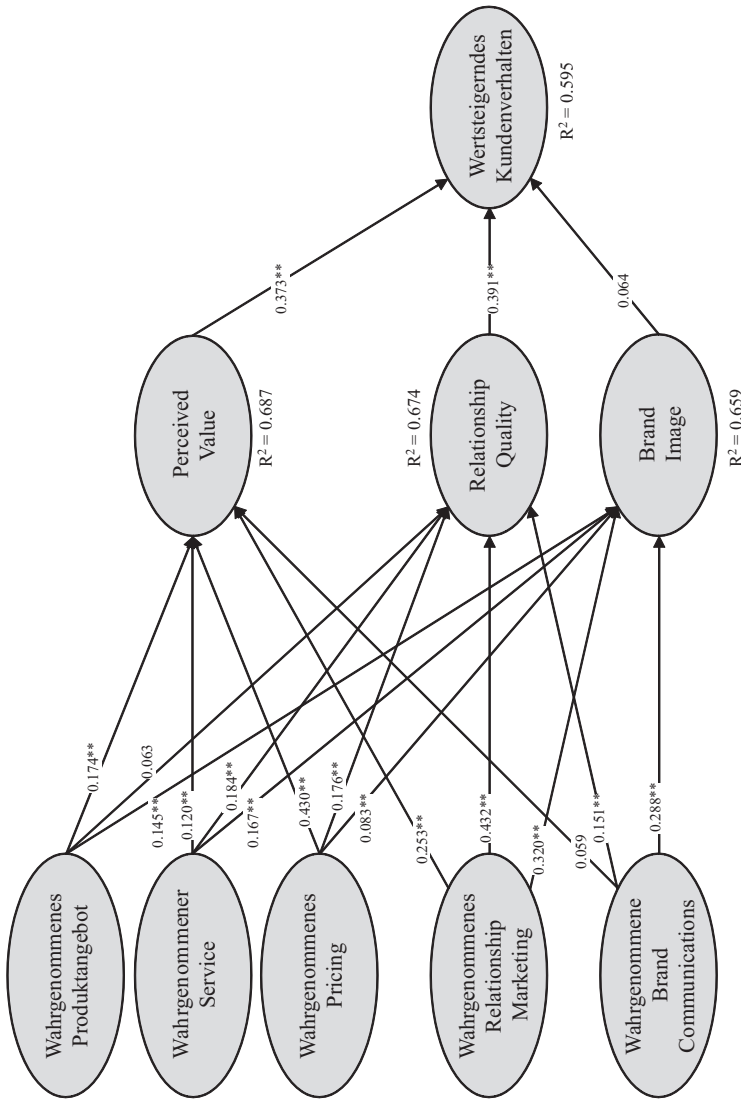 Wahrgenommenes
Produktangebot
Wahrgenommener
Service
Wahrgenommenes
Pricing
Wahrgenommenes
Relationship
Marketing
Wahrgenommene
Brand
Communications
0.174**
0.063
0.145**
0.120**
0.184**
0.167**
0.430**
0.176**
0.083**
0.253**
0.432**
0.320**
0.059
0.151**
0.288**
Perceived
Value
R² = 0.687
R² = 0.674
Relationship
Quality
Brand
Image
R² = 0.659
0.373**
0.391**
0.064
Wertsteigerndes
Kundenverhalten
R² = 0.595